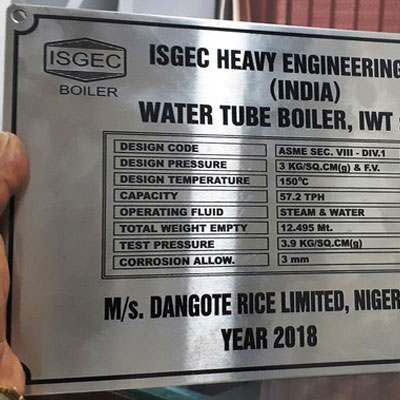 ISGEC
BOILER
ISGEC HEAVY ENGINEERING
(INDIA)
WATER TUBE BOILER, IWT
DESIGN CODE ASME SEC. VIII - DIV.1
DESIGN PRESSURE 3 KG/SQ.CM(g) & F.V.
DESIGN TEMPERATURE 150°C
CAPACITY 57.2 TPH
OPERATING FLUID STEAM & WATER
TOTAL WEIGHT EMPTY 12.495 Mt.
TEST PRESSURE 3.9 KG/SQ.CM(g)
CORROSION ALLOW. 3 mm
M/s. DANGOTE RICE LIMITED, NIGER
YEAR 2018